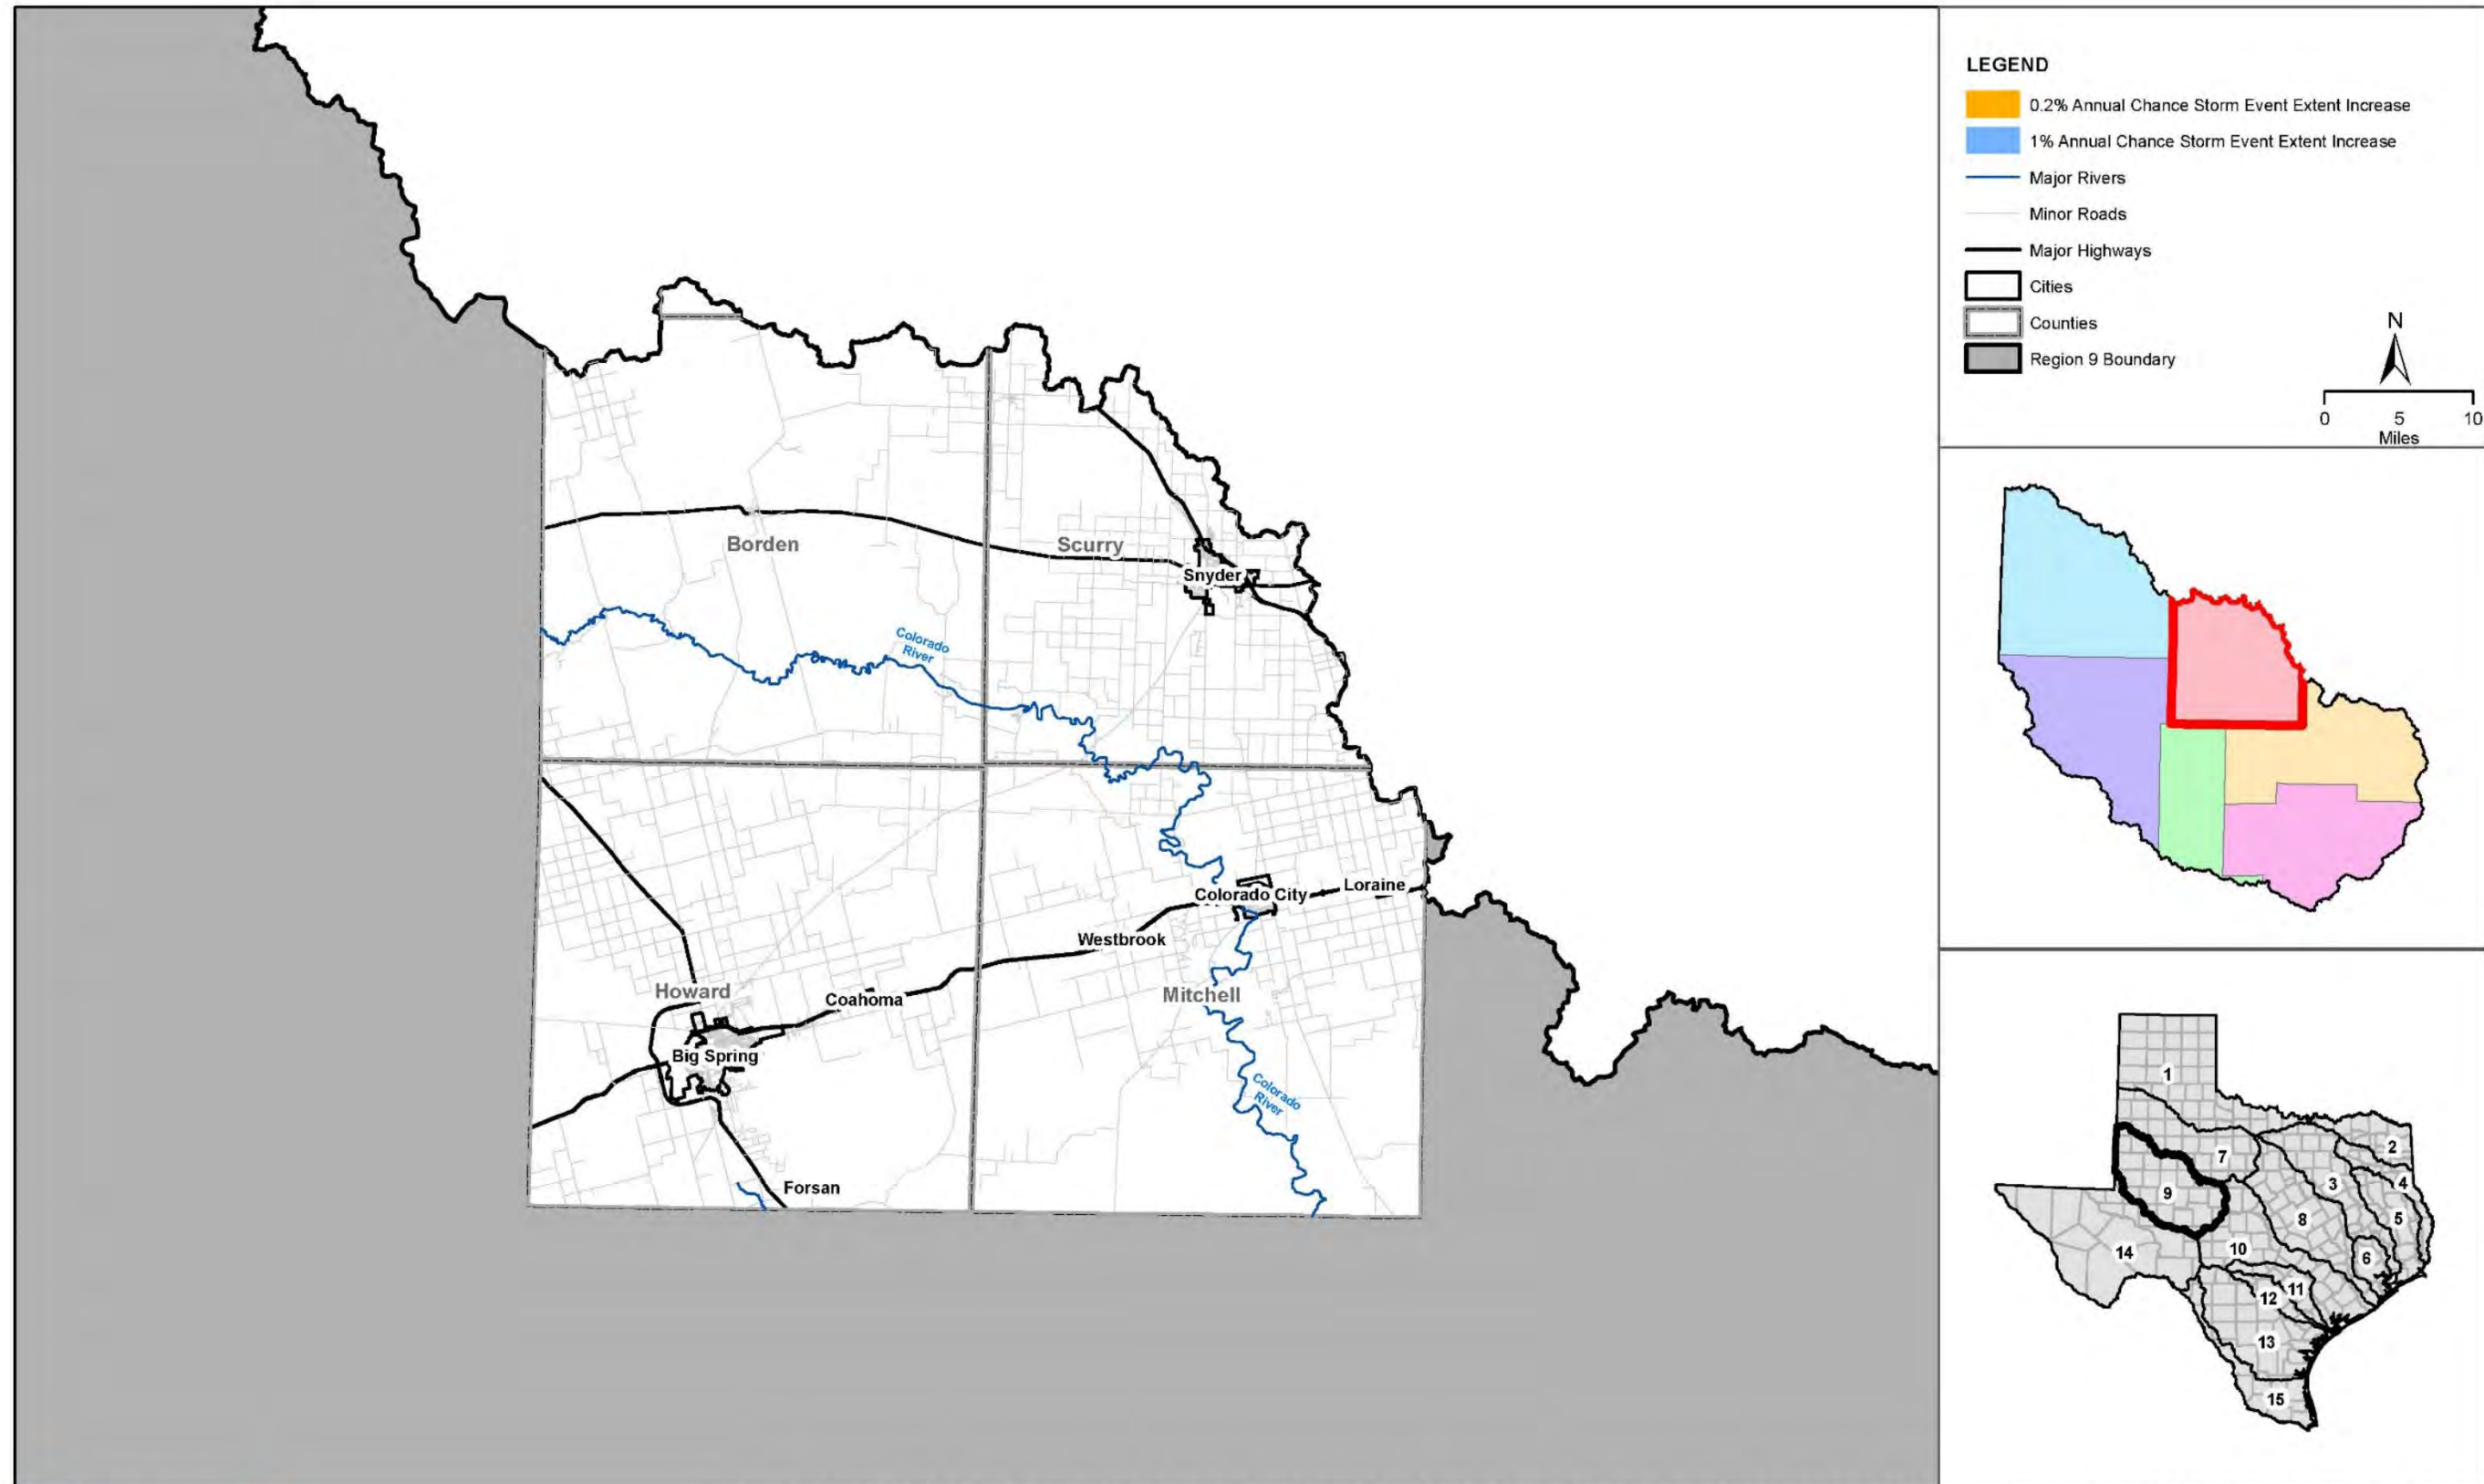 LEGEND
0.2% Annual Chance Storm Event Extent Increase
1% Annual Chance Storm Event Extent Increase
Major Rivers
Minor Roads
Major Highways
Cities
Counties
Region 9 Boundary
N
0 5 10
Miles
Borden
Scurry
Snyder
Colorado
River
Colorado City
Loraine
Westbrook
Howard
Coahoma
Mitchell
Big Spring
Colorado
River
Forsan
1
2
7
3
4
9
8
5
14
10
6
11
12
13
15